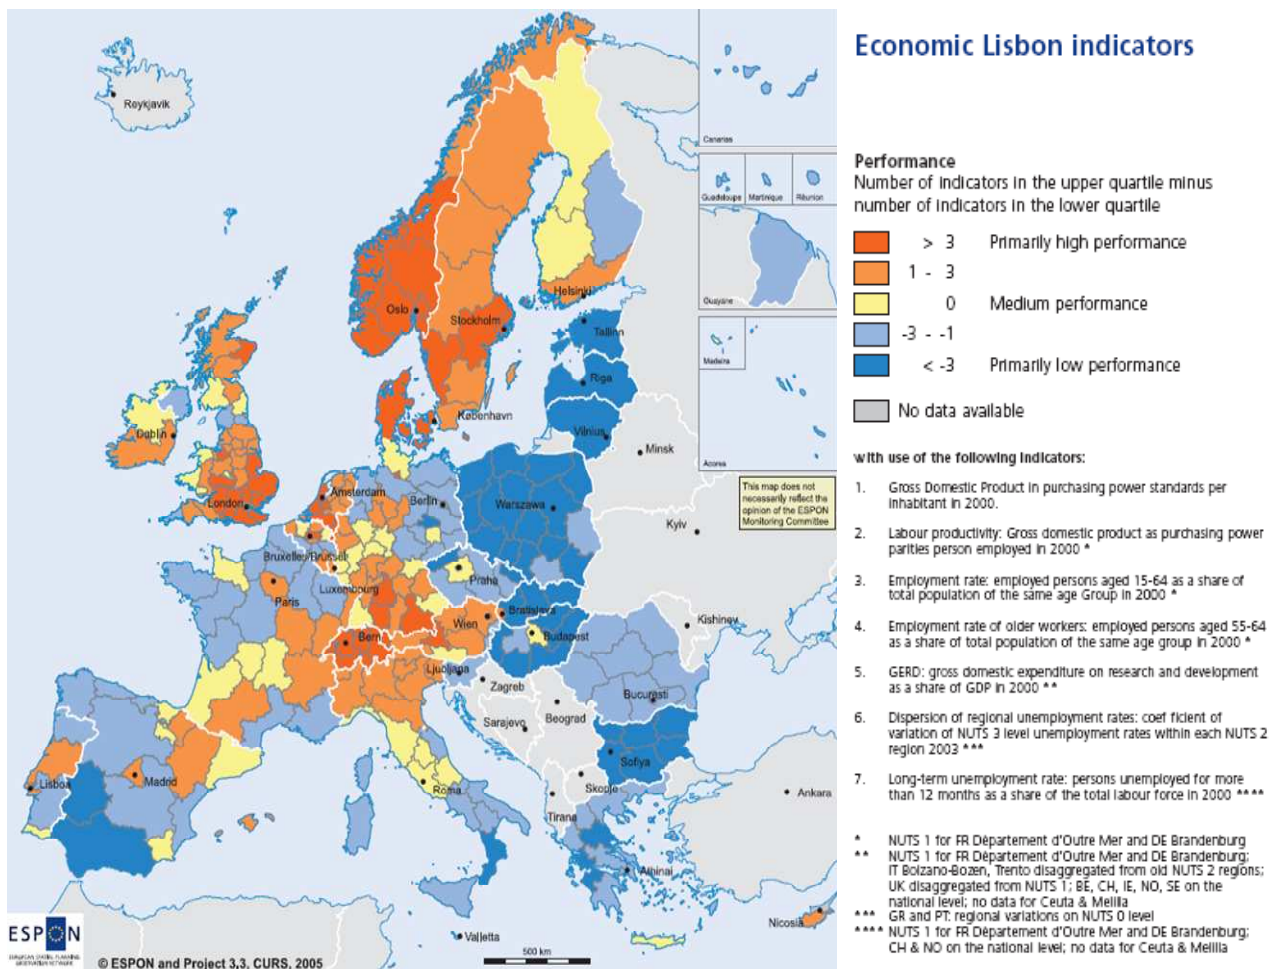 Economic Lisbon indicators
Performance
Number of indicators in the upper quartile minus
number of indicators in the lower quartile
> 3 Primarily high performance
1 - 3
0 Medium performance
-3 - -1
< -3 Primarily low performance
No data available
with use of the following indicators:
1. Gross Domestic Product in purchasing power standards per
inhabitant in 2000.
2. Labour productivity: Gross domestic product as purchasing power
parities person employed in 2000 *
3. Employment rate: employed persons aged 15-64 as a share of
total population of the same age Group in 2000 *
4. Employment rate of older workers: employed persons aged 55-64
as a share of total population of the same age group in 2000 *
5. GERD: gross domestic expenditure on research and development
as a share of GDP in 2000 **
6. Dispersion of regional unemployment rates: coef ficient of
variation of NUTS 3 level unemployment rates within each NUTS 2
region 2003 ***
7. Long-term unemployment rate: persons unemployed for more
than 12 months as a share of the total labour force in 2000 ****
* NUTS 1 for FR Département d'Outre Mer and DE Brandenburg
** NUTS 1 for FR Département d'Outre Mer and DE Brandenburg;
IT Bolzano-Bozen, Trento disaggregated from old NUTS 2 regions;
UK disaggregated from NUTS 1; BE, CH, IE, NO, SE on the
national level; no data for Ceuta & Melilla
*** GR and PT: regional variations on NUTS 0 level
**** NUTS 1 for FR Département d'Outre Mer and DE Brandenburg;
CH & NO on the national level; no data for Ceuta & Melilla
Reykjavik
Canarias
Guadeloupe
Martinique
Réunion
Guayane
Madeira
Acores
Helsinki
Oslo
Stockholm
Tallinn
Riga
København
Vilnius
Minsk
Dublin
This map does not
necessarily reflect the
opinion of the ESPON
Monitoring Committee
Amsterdam
Berlin
Warszawa
London
Kyiv
Bruxelles/Brussel
Praha
Luxembourg
Paris
Bratislava
Wien
Kishinev
Bern
Budapest
Ljubljana
Zagreb
Bucuresti
Beograd
Sarajevo
Sofiya
Madrid
Lisboa
Roma
Skopje
Ankara
Tirana
Athinai
Nicosia
Valletta
500 km
ESPON
© ESPON and Project 3.3, CURS, 2005